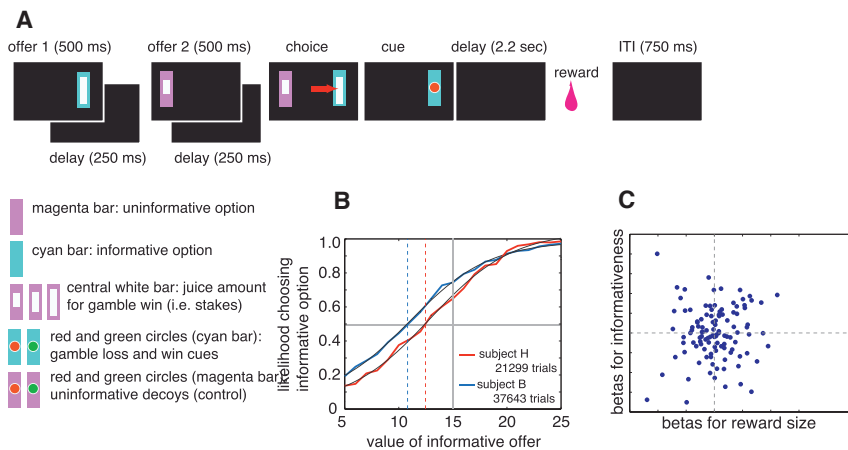 A
offer 1 (500 ms)
offer 2 (500 ms)
choice
cue
delay (2.2 sec)
reward
ITI (750 ms)
delay (250 ms)
delay (250 ms)
magenta bar: uninformative option
cyan bar: informative option
central white bar: juice amount
for gamble win (i.e. stakes)
red and green circles (cyan bar):
gamble loss and win cues
red and green circles (magenta bar
uninformative decoys (control)
B
likelihood choosing
informative option
1.0
0.8
0.6
0.4
0.2
0
subject H
21299 trials
subject B
37643 trials
5
10
15
20
25
value of informative offer
C
betas for informativeness
betas for reward size